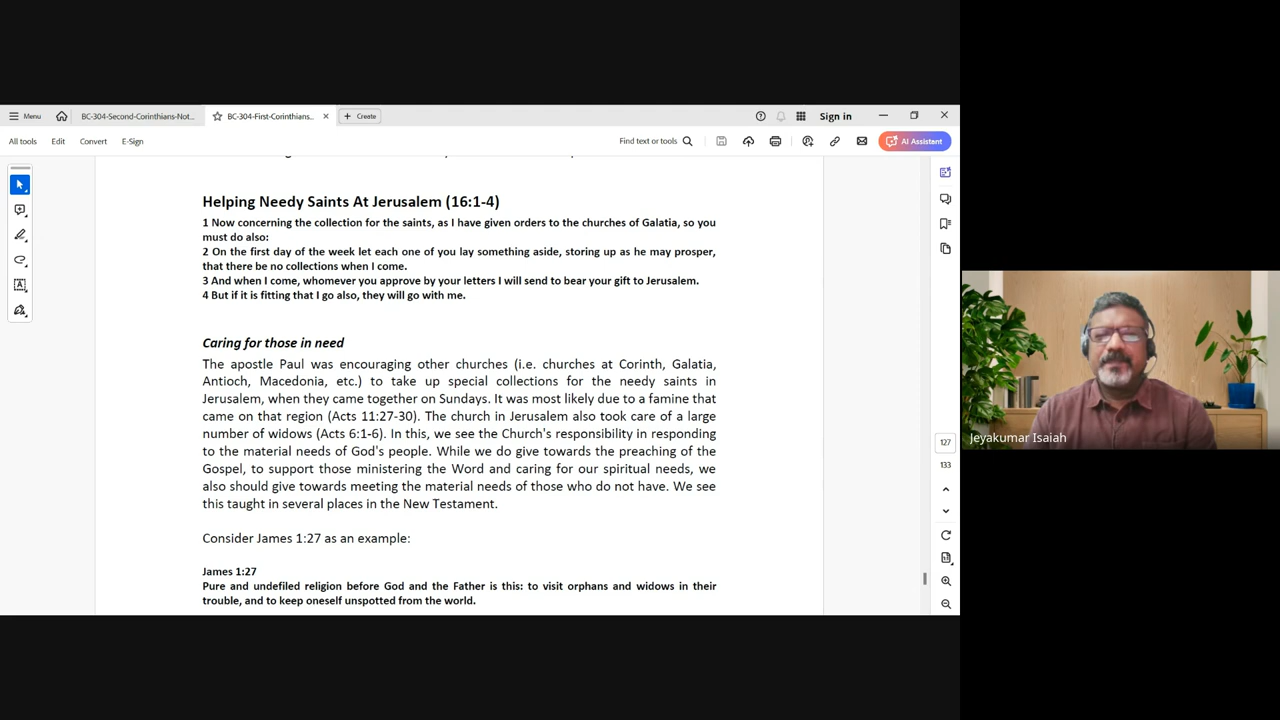 Menu
BC-304-Second-Corinthians-Not...
BC-304-First-Corinthians...
Create
Sign in
All tools
Edit
Convert
E-Sign
Find text or tools
AI Assistant
Helping Needy Saints At Jerusalem (16:1-4)
1 Now concerning the collection for the saints, as I have given orders to the churches of Galatia, so you
must do also:
2 On the first day of the week let each one of you lay something aside, storing up as he may prosper,
that there be no collections when I come.
3 And when I come, whomever you approve by your letters I will send to bear your gift to Jerusalem.
4 But if it is fitting that I go also, they will go with me.
Caring for those in need
The apostle Paul was encouraging other churches (i.e. churches at Corinth, Galatia,
Antioch, Macedonia, etc.) to take up special collections for the needy saints in
Jerusalem, when they came together on Sundays. It was most likely due to a famine that
came on that region (Acts 11:27-30). The church in Jerusalem also took care of a large
number of widows (Acts 6:1-6). In this, we see the Church's responsibility in responding
to the material needs of God's people. While we do give towards the preaching of the
Gospel, to support those ministering the Word and caring for our spiritual needs, we
also should give towards meeting the material needs of those who do not have. We see
this taught in several places in the New Testament.
Consider James 1:27 as an example:
James 1:27
Pure and undefiled religion before God and the Father is this: to visit orphans and widows in their
trouble, and to keep oneself unspotted from the world.
127
133
Jeyakumar Isaiah